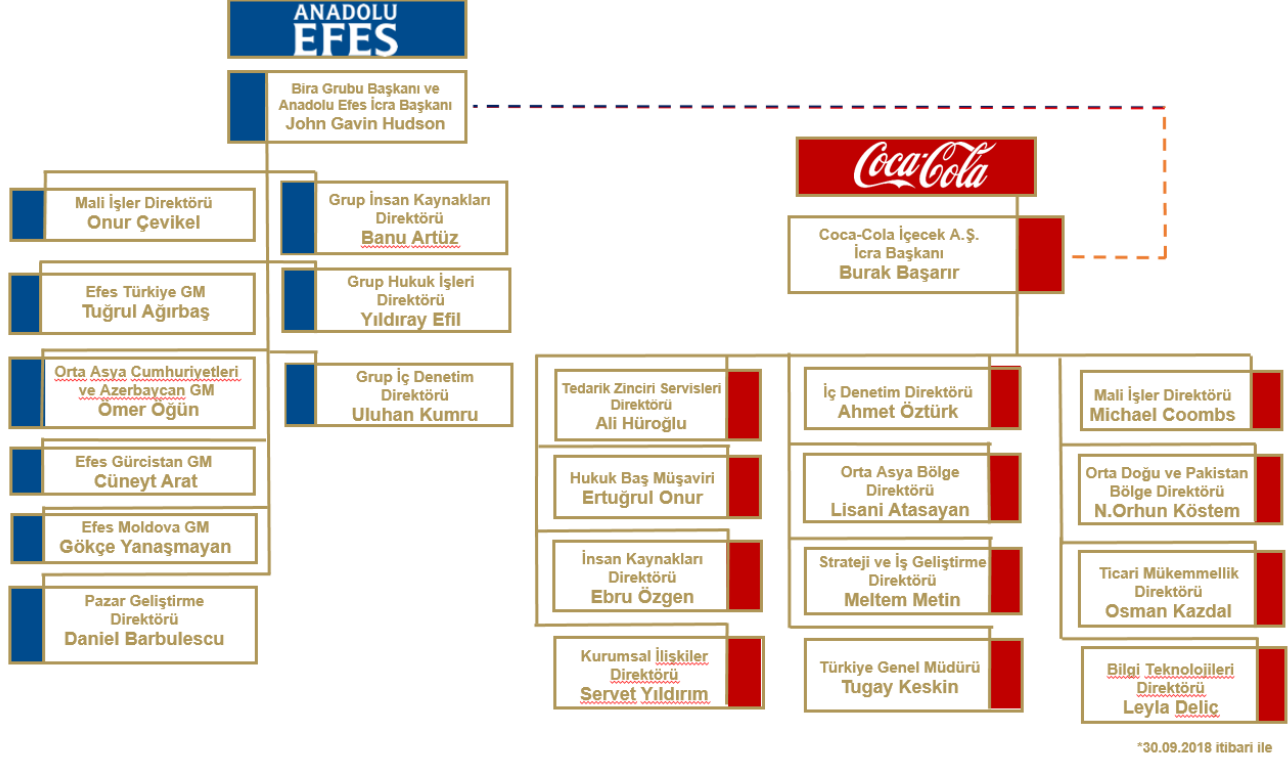 ANADOLU
EFES
Bira Grubu Başkanı ve
Anadolu Efes İcra Başkanı
John Gavin Hudson
Mali İşler Direktörü
Onur Çevikel
Grup İnsan Kaynakları
Direktörü
Banu Artüz
Efes Türkiye GM
Tuğrul Ağırbaş
Grup Hukuk İşleri
Direktörü
Yıldıray Efil
Orta Asya Cumhuriyetleri
ve Azerbaycan GM
Ömer Öğün
Grup İç Denetim
Direktörü
Uluhan Kumru
Efes Gürcistan GM
Cüneyt Arat
Efes Moldova GM
Gökçe Yanaşmayan
Pazar Geliştirme
Direktörü
Daniel Barbulescu
Coca-Cola
Coca-Cola İçecek A.Ş.
İcra Başkanı
Burak Başarır
Tedarik Zinciri Servisleri
Direktörü
Ali Hüroğlu
İç Denetim Direktörü
Ahmet Öztürk
Mali İşler Direktörü
Michael Coombs
Hukuk Baş Müşaviri
Ertuğrul Onur
Orta Asya Bölge
Direktörü
Lisani Atasayan
Orta Doğu ve Pakistan
Bölge Direktörü
N.Orhun Köstem
İnsan Kaynakları
Direktörü
Ebru Özgen
Strateji ve İş Geliştirme
Direktörü
Meltem Metin
Ticari Mükemmellik
Direktörü
Osman Kazdal
Kurumsal İlişkiler
Direktörü
Servet Yıldırım
Türkiye Genel Müdürü
Tugay Keskin
Bilgi Teknolojileri
Direktörü
Leyla Deliç
*30.09.2018 itibari ile